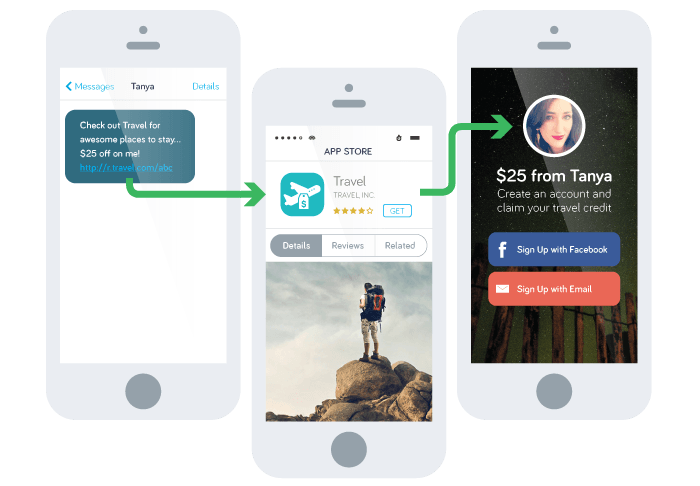 Messages Tanya Details
Check out Travel for
awesome places to stay...
$25 off on me!
http://r.travel.com/abc
APP STORE
Travel
TRAVEL, INC.
GET
Details Reviews Related
$25 from Tanya
Create an account and
claim your travel credit
f Sign Up with Facebook
Sign Up with Email